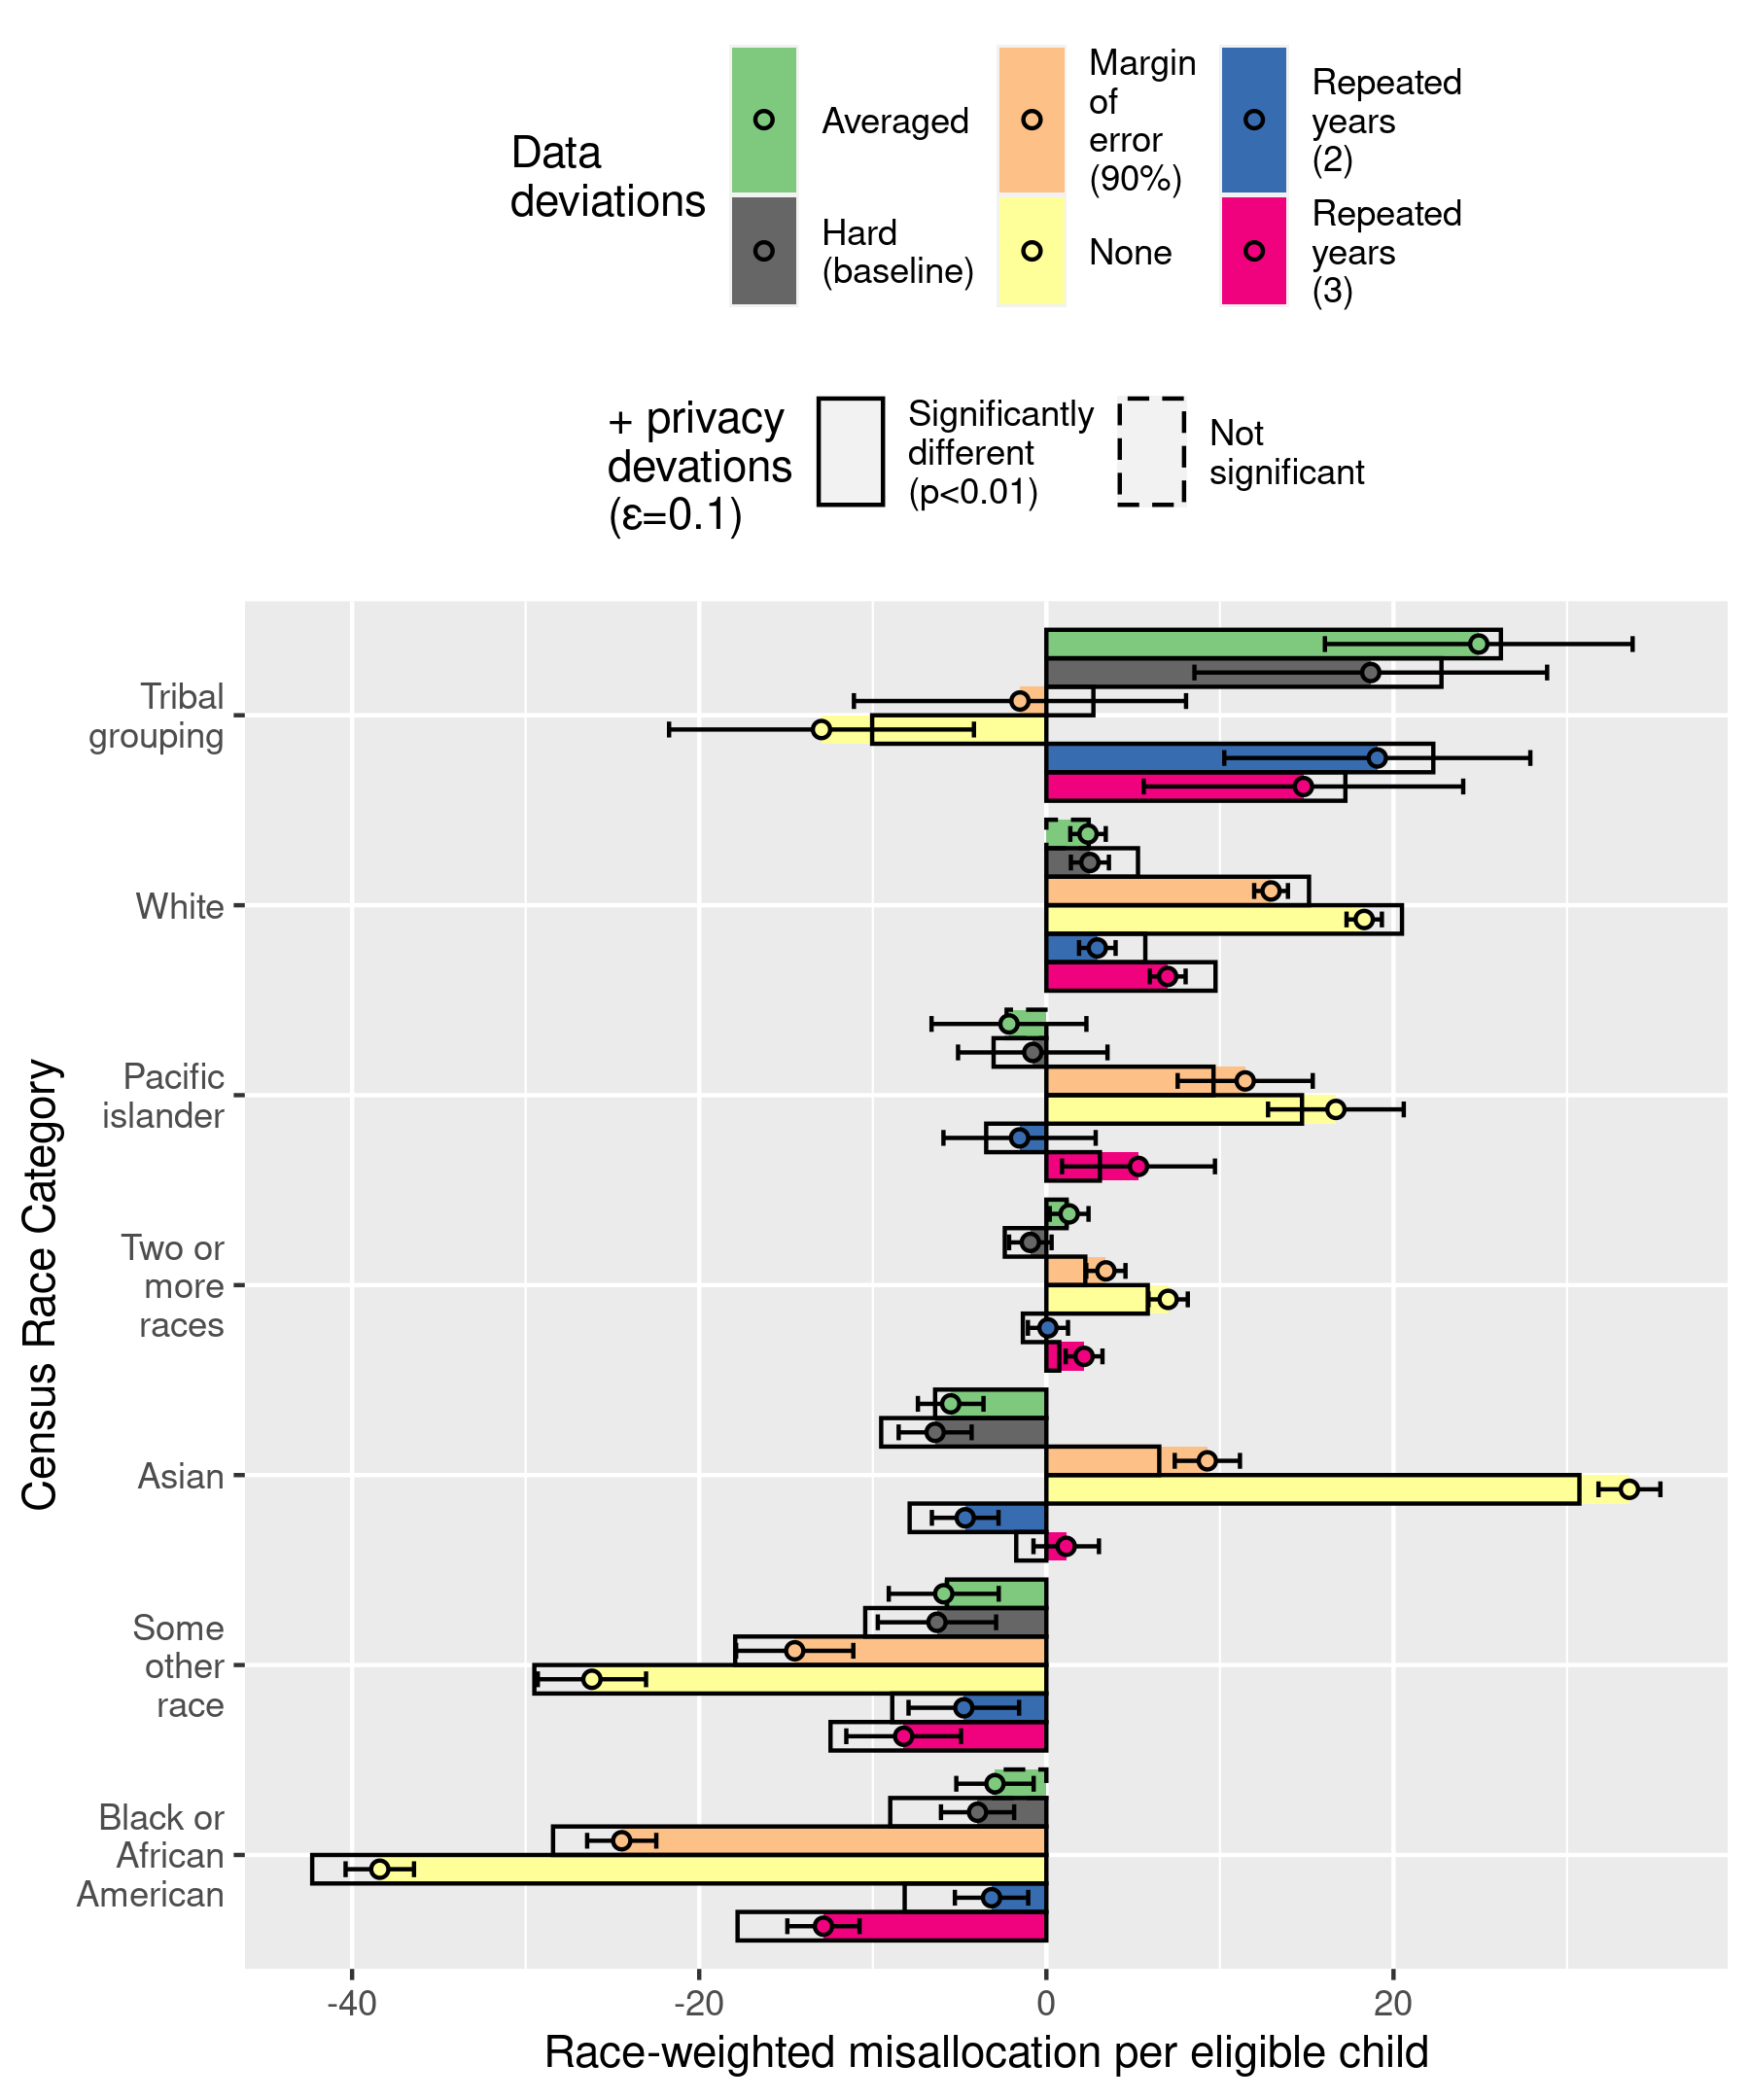 Data
deviations
Averaged
Hard
(baseline)
Margin
of
error
(90%)
None
Repeated
years
(2)
Repeated
years
(3)
+ privacy
devations
(ε=0.1)
Significantly
different
(p<0.01)
Not
significant
Census Race Category
Tribal
grouping
White
Pacific
islander
Two or
more
races
Asian
Some
other
race
Black or
African
American
-40
-20
0
20
Race-weighted misallocation per eligible child